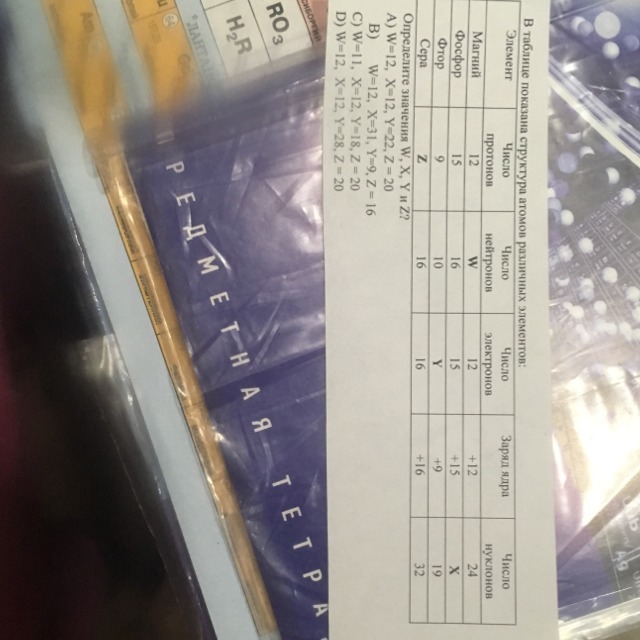 В таблице показана структура атомов различных элементов:
Элемент Число протонов Число нейтронов Число электронов Заряд ядра Число нуклонов
Магний 12 W 12 +12 24
Фосфор 15 16 15 +15 X
Фтор 9 10 Y +9 19
Сера Z 16 16 +16 32
Определите значения W, X, Y и Z?
A) W=12, X=12, Y=22, Z = 20
B) W=12, X=31, Y=9, Z = 16
C) W=11, X=12, Y=18, Z = 20
D) W=12, X=12, Y=28, Z = 20
RO3
H2R
РЕДМЕТНАЯ ТЕТРА